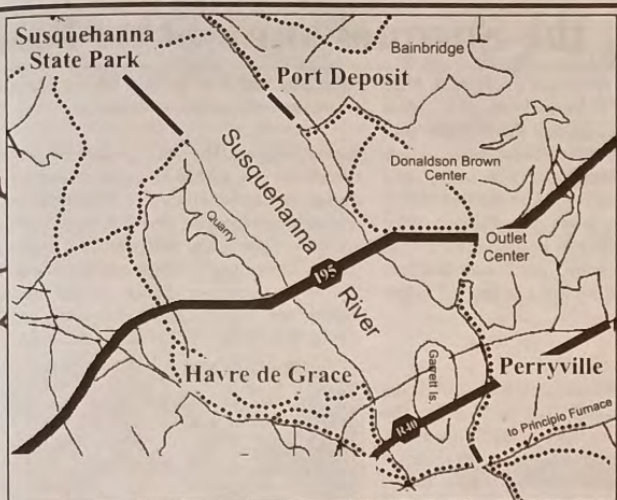 Susquehanna
State Park
Bainbridge
Port Deposit
Susquehanna
River
Donaldson Brown
Center
Quarry
Outlet
Center
I95
Havre de Grace
Garrett Is.
Perryville
R40
to Principio Furnace